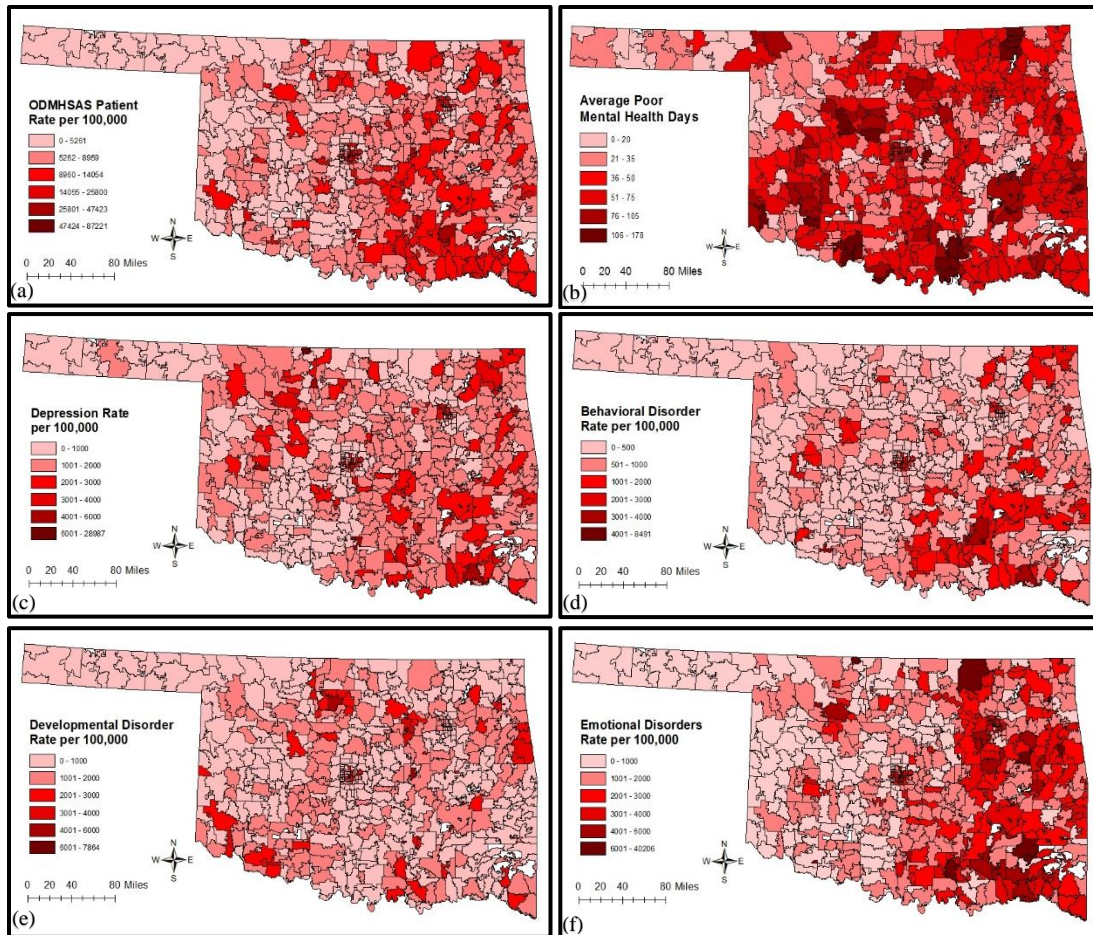 ODMHSAS Patient
Rate per 100,000
0 - 5261
5262 - 8959
8960 - 14054
14055 - 25800
25801 - 47423
47424 - 87221
N
W E
S
0 20 40 80 Miles
(a)
Average Poor
Mental Health Days
0 - 20
21 - 35
36 - 50
51 - 75
76 - 105
106 - 178
N
W E
S
0 20 40 80 Miles
(b)
Depression Rate
per 100,000
0 - 1000
1001 - 2000
2001 - 3000
3001 - 4000
4001 - 6000
6001 - 28987
N
W E
S
0 20 40 80 Miles
(c)
Behavioral Disorder
Rate per 100,000
0 - 500
501 - 1000
1001 - 2000
2001 - 3000
3001 - 4000
4001 - 8491
N
W E
S
0 20 40 80 Miles
(d)
Developmental Disorder
Rate per 100,000
0 - 1000
1001 - 2000
2001 - 3000
3001 - 4000
4001 - 6000
6001 - 7864
N
W E
S
0 20 40 80 Miles
(e)
Emotional Disorders
Rate per 100,000
0 - 1000
1001 - 2000
2001 - 3000
3001 - 4000
4001 - 6000
6001 - 40206
N
W E
S
0 20 40 80 Miles
(f)